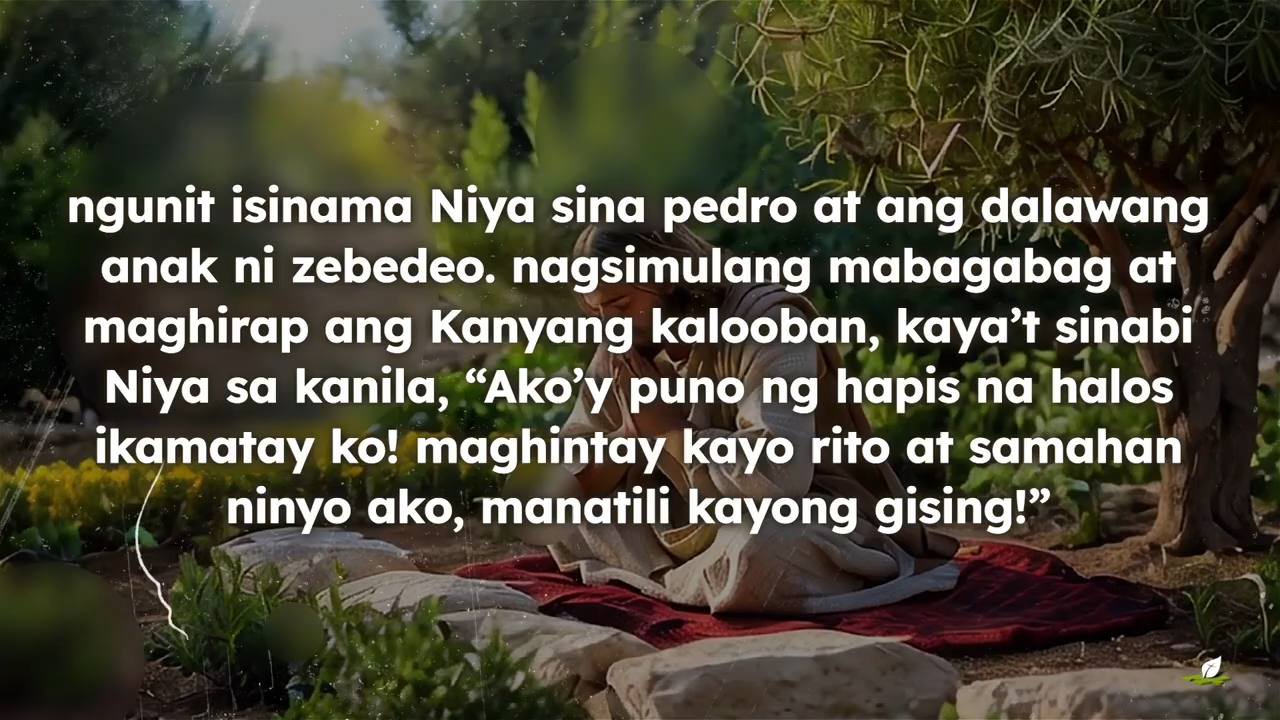 ngunit isinama Niya sina pedro at ang dalawang
anak ni zebedeo. nagsimulang mabagabag at
maghirap ang Kanyang kalooban, kaya’t sinabi
Niya sa kanila, “Ako’y puno ng hapis na halos
ikamatay ko! maghintay kayo rito at samahan
ninyo ako, manatili kayong gising!”